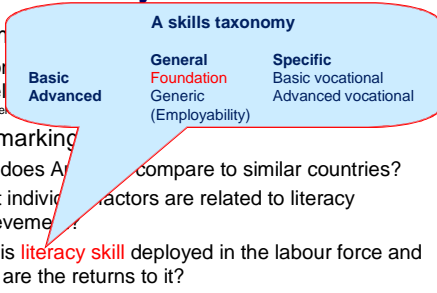 A skills taxonomy
General Specific
Basic Foundation Basic vocational
Advanced Generic Advanced vocational
(Employability)
marking
does compare to similar countries?
factors are related to literacy
is literacy skill deployed in the labour force and
are the returns to it?